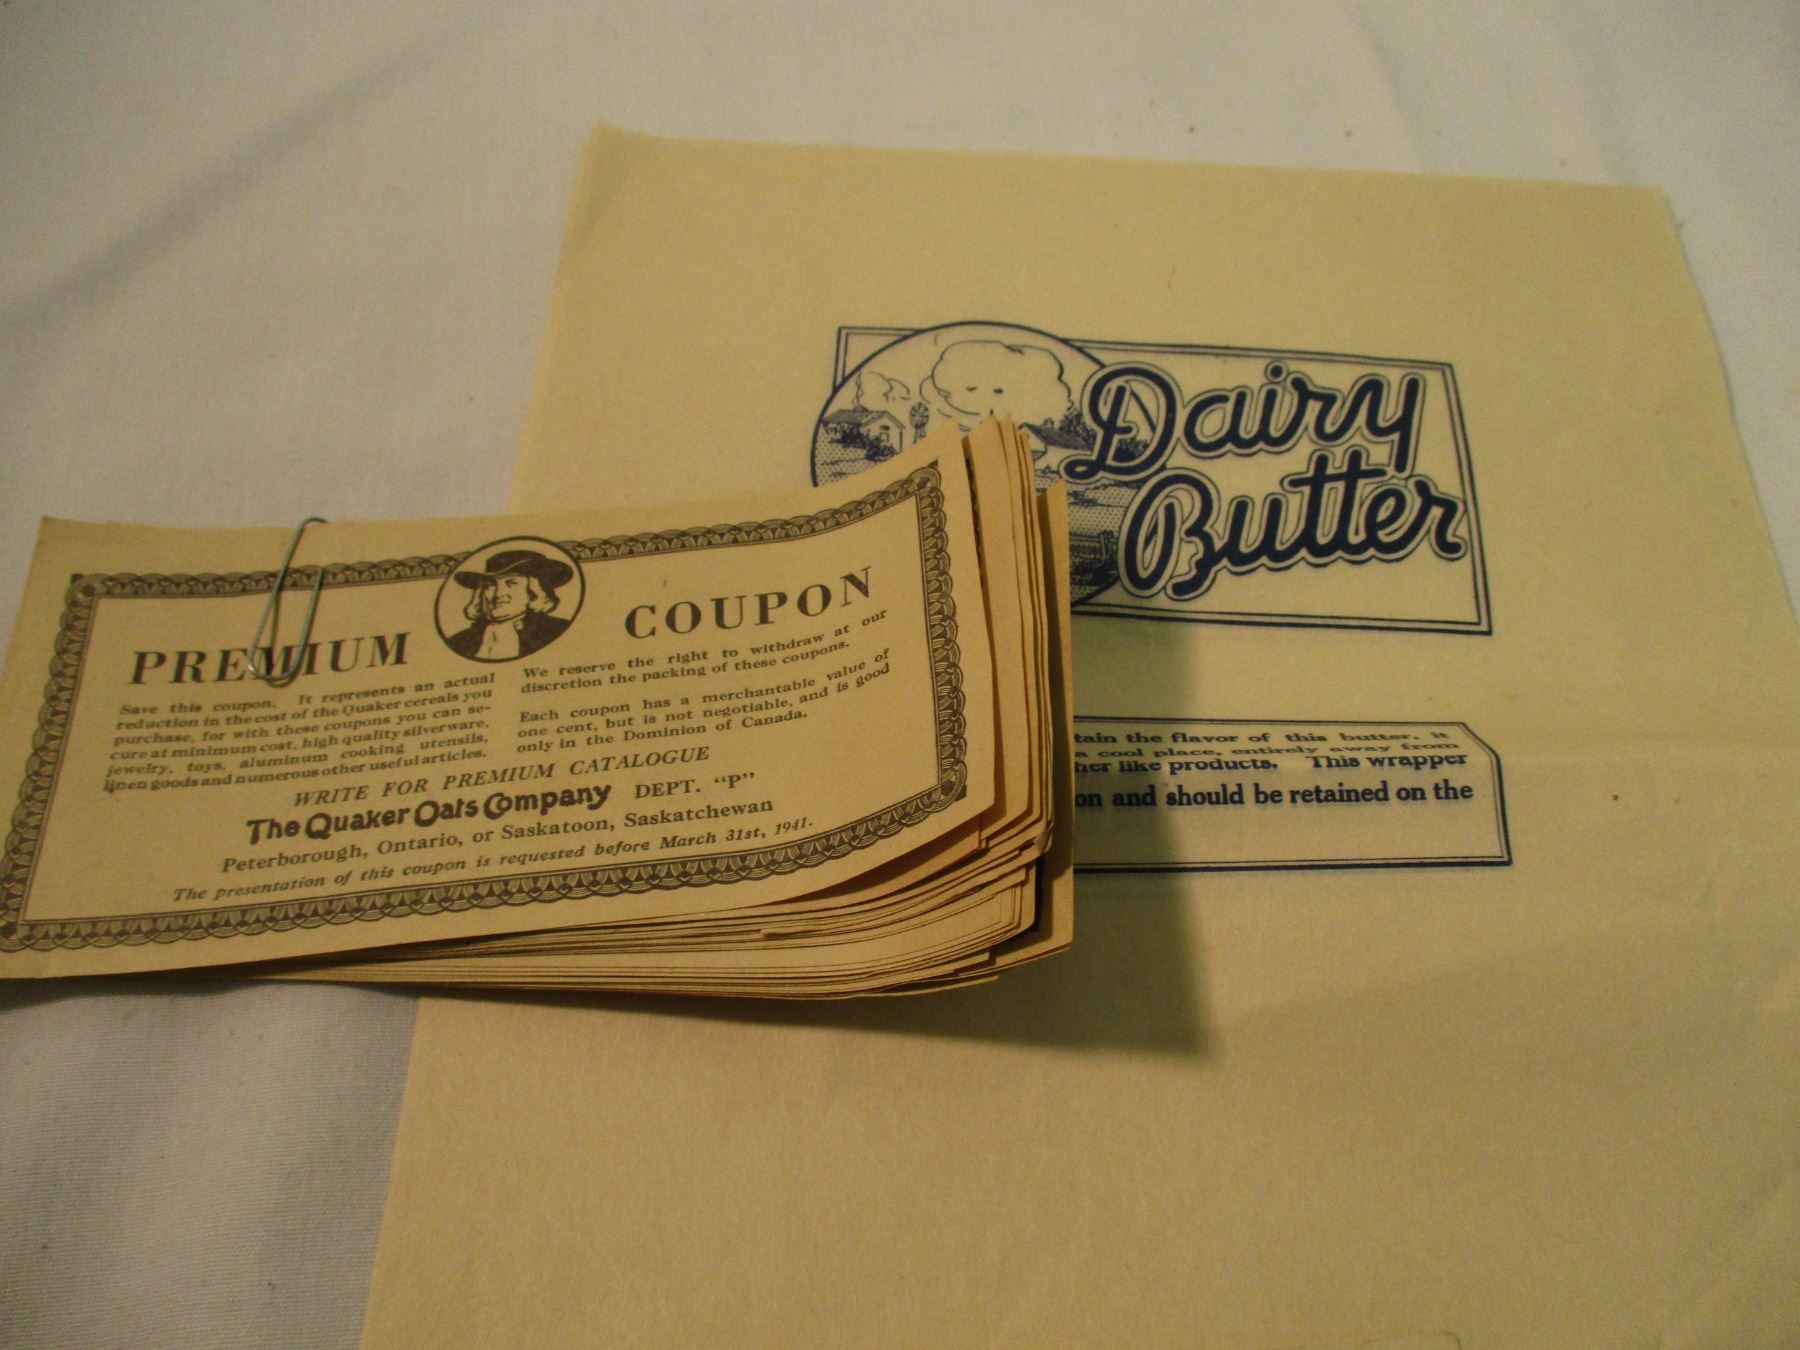 PREMIUM COUPON
Save this coupon. It represents an actual
reduction in the cost of the Quaker cereals you
purchase, for with these coupons you can se-
cure at minimum cost, high quality silverware,
jewelry, toys, aluminum cooking utensils,
linen goods and numerous other useful articles.
We reserve the right to withdraw at our
discretion the packing of these coupons.
Each coupon has a merchantable value of
one cent, but is not negotiable, and is good
only in the Dominion of Canada.
WRITE FOR PREMIUM CATALOGUE
The Quaker Oats Company DEPT. "P"
Peterborough, Ontario, or Saskatoon, Saskatchewan
The presentation of this coupon is requested before March 31st, 1941.
Dairy
Butter
tain the flavor of this butter, it
a cool place, entirely away from
her like products. This wrapper
on and should be retained on the